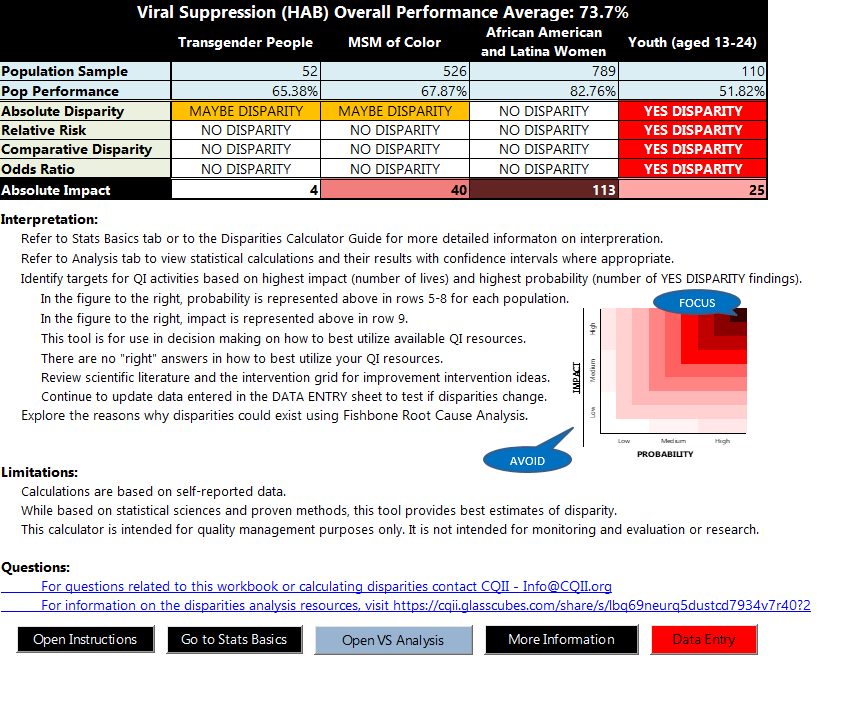 Viral Suppression (HAB) Overall Performance Average: 73.7%
Transgender People MSM of Color African American and Latina Women Youth (aged 13-24)
Population Sample 52 526 789 110
Pop Performance 65.38% 67.87% 82.76% 51.82%
Absolute Disparity MAYBE DISPARITY MAYBE DISPARITY NO DISPARITY YES DISPARITY
Relative Risk NO DISPARITY NO DISPARITY NO DISPARITY YES DISPARITY
Comparative Disparity NO DISPARITY NO DISPARITY NO DISPARITY YES DISPARITY
Odds Ratio NO DISPARITY NO DISPARITY NO DISPARITY YES DISPARITY
Absolute Impact 4 40 113 25
Interpretation:
Refer to Stats Basics tab or to the Disparities Calculator Guide for more detailed informaton on interpreration.
Refer to Analysis tab to view statistical calculations and their results with confidence intervals where appropriate.
Identify targets for QI activities based on highest impact (number of lives) and highest probability (number of YES DISPARITY findings).
In the figure to the right, probability is represented above in rows 5-8 for each population.
In the figure to the right, impact is represented above in row 9.
This tool is for use in decision making on how to best utilize available QI resources.
There are no "right" answers in how to best utilize your QI resources.
Review scientific literature and the intervention grid for improvement intervention ideas.
Continue to update data entered in the DATA ENTRY sheet to test if disparities change.
Explore the reasons why disparities could exist using Fishbone Root Cause Analysis.
FOCUS
IMPACT
High
Medium
Low
Low Medium High
PROBABILITY
AVOID
Limitations:
Calculations are based on self-reported data.
While based on statistical sciences and proven methods, this tool provides best estimates of disparity.
This calculator is intended for quality management purposes only. It is not intended for monitoring and evaluation or research.
Questions:
For questions related to this workbook or calculating disparities contact CQII - Info@CQII.org
For information on the disparities analysis resources, visit https://cqii.glasscubes.com/share/s/lbq69neurq5dustcd7934v7r40?2
Open Instructions Go to Stats Basics Open VS Analysis More Information Data Entry